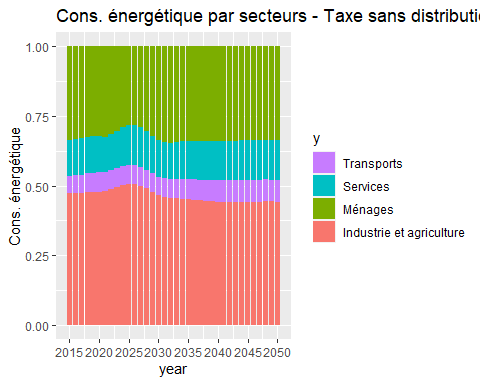 Cons. énergétique par secteurs - Taxe sans distributi
Cons. énergétique
1.00
0.75
0.50
0.25
0.00
2015 2020 2025 2030 2035 2040 2045 2050
year
y
Transports
Services
Ménages
Industrie et agriculture